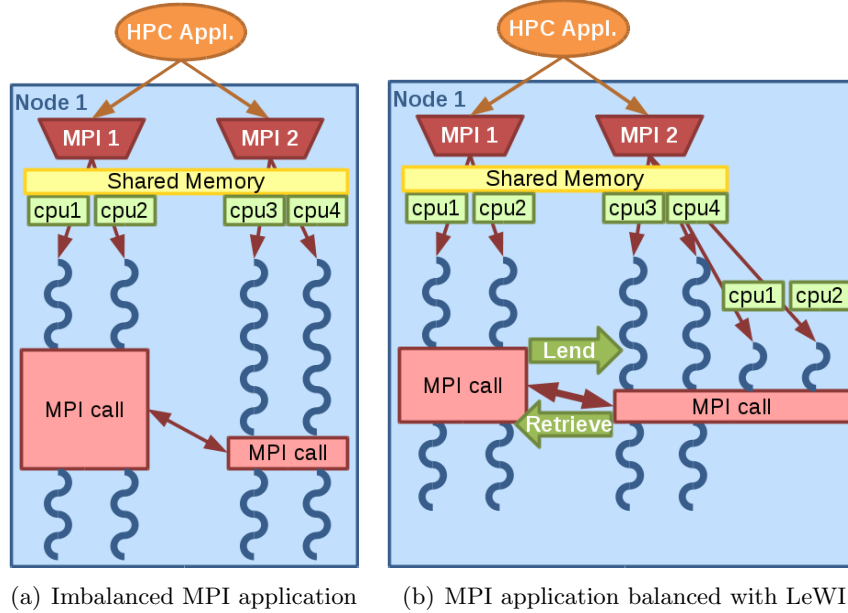 HPC Appl.
Node 1
MPI 1
MPI 2
Shared Memory
cpu1
cpu2
cpu3
cpu4
MPI call
MPI call
(a) Imbalanced MPI application
HPC Appl.
Node 1
MPI 1
MPI 2
Shared Memory
cpu1
cpu2
cpu3
cpu4
cpu1
cpu2
Lend
MPI call
MPI call
Retrieve
(b) MPI application balanced with LeWI